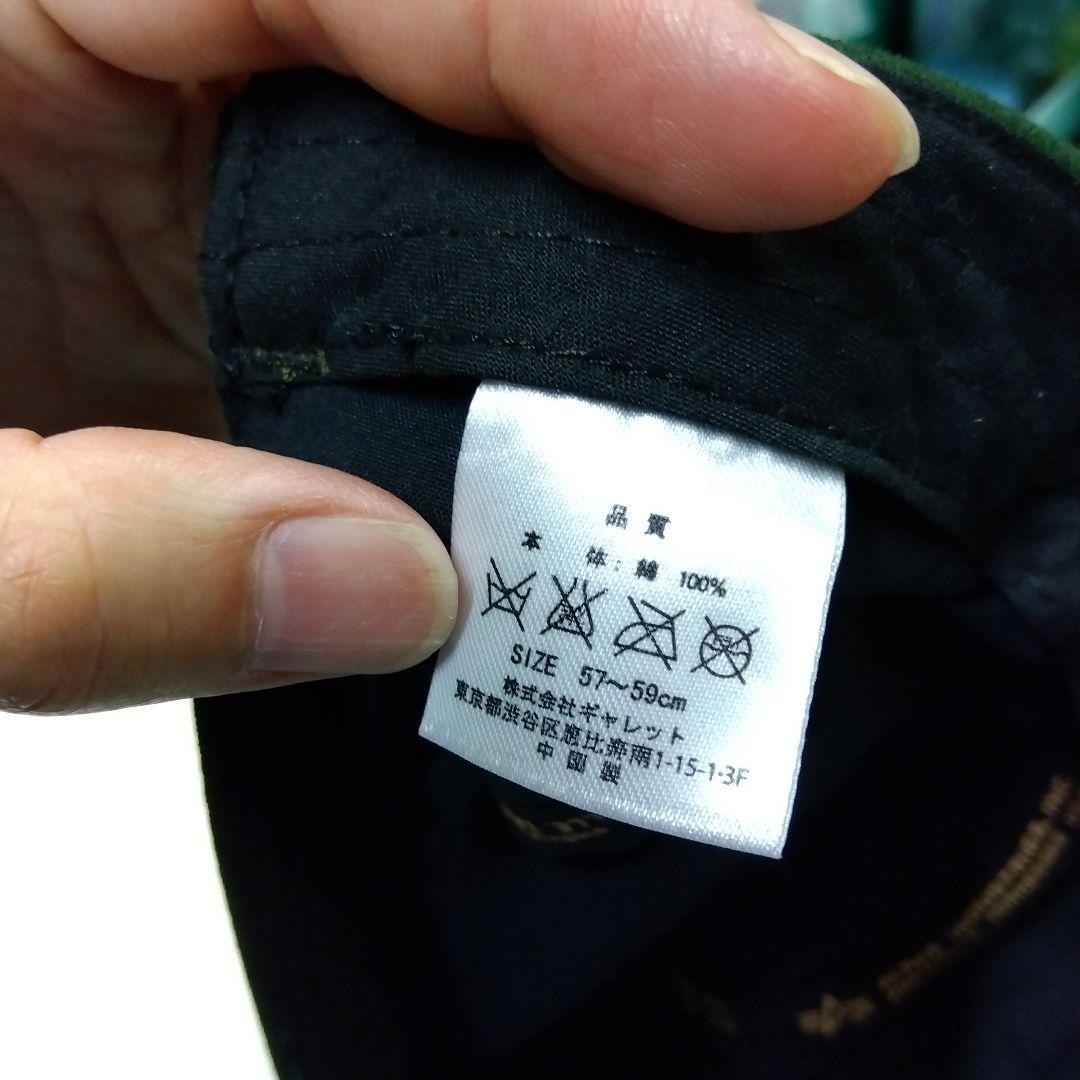 品質
本 体：綿 100%
SIZE 57～59cm
株式会社ギャレット
東京都渋谷区恵比寿南1-15-1-3F
中國製